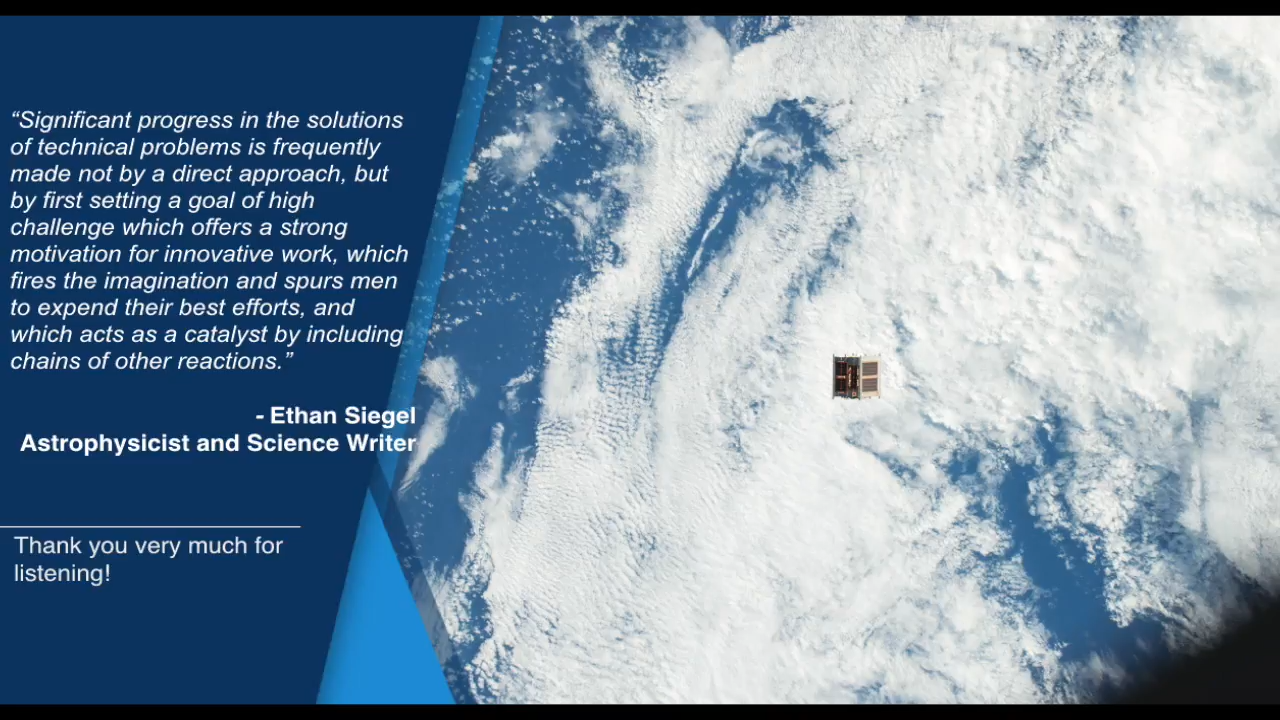 “Significant progress in the solutions
of technical problems is frequently
made not by a direct approach, but
by first setting a goal of high
challenge which offers a strong
motivation for innovative work, which
fires the imagination and spurs men
to expend their best efforts, and
which acts as a catalyst by including
chains of other reactions.”
- Ethan Siegel
Astrophysicist and Science Writer
Thank you very much for
listening!